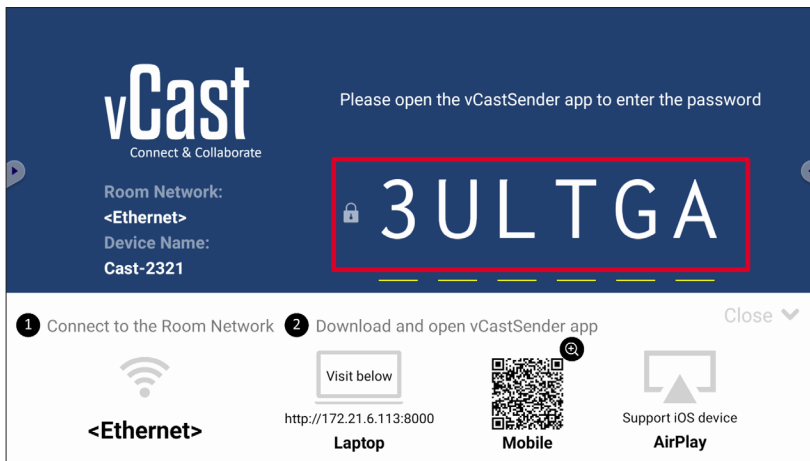 vCast
Connect & Collaborate
Please open the vCastSender app to enter the password
Room Network:
<Ethernet>
Device Name:
Cast-2321
3ULTGA
Close
1 Connect to the Room Network
2 Download and open vCastSender app
<Ethernet>
Visit below
http://172.21.6.113:8000
Laptop
Mobile
Support iOS device
AirPlay